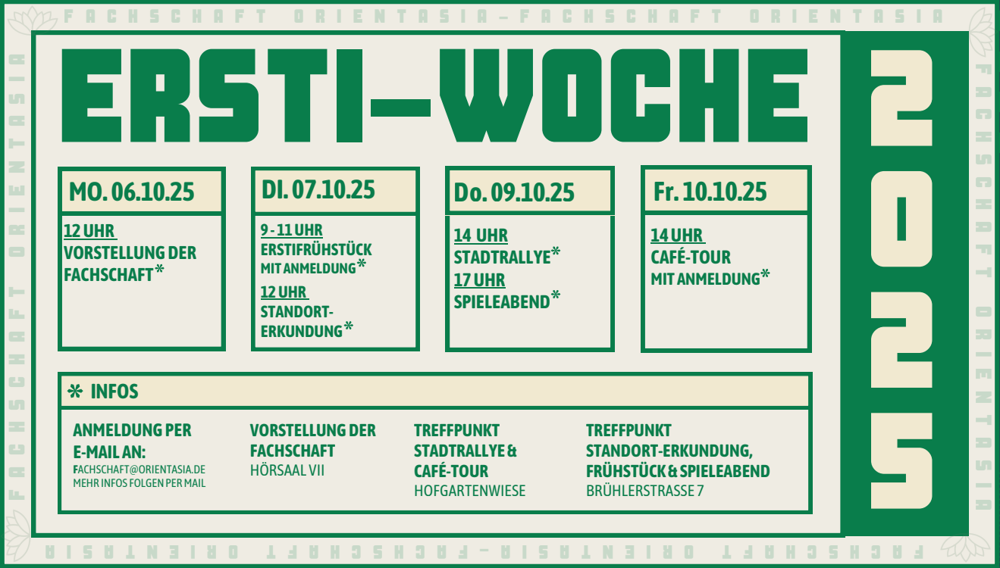 FACHSCHAFT ORIENTASIA–FACHSCHAFT ORIENTASIA
ERSTI–WOCHE
2025
MO. 06.10.25
12 UHR
VORSTELLUNG DER
FACHSCHAFT*
DI. 07.10.25
9 - 11 UHR
ERSTIFRÜHSTÜCK
MIT ANMELDUNG*
12 UHR
STANDORT-
ERKUNDUNG*
Do. 09.10.25
14 UHR
STADTRALLYE*
17 UHR
SPIELEABEND*
Fr. 10.10.25
14 UHR
CAFÉ-TOUR
MIT ANMELDUNG*
* INFOS
ANMELDUNG PER
E-MAIL AN:
FACHSCHAFT@ORIENTASIA.DE
MEHR INFOS FOLGEN PER MAIL
VORSTELLUNG DER
FACHSCHAFT
HÖRSAAL VII
TREFFPUNKT
STADTRALLYE &
CAFÉ-TOUR
HOFGARTENWIESE
TREFFPUNKT
STANDORT-ERKUNDUNG,
FRÜHSTÜCK & SPIELEABEND
BRÜHLERSTRASSE 7
FACHSCHAFT ORIENTASIA
FACHSCHAFT ORIENTASIA–FACHSCHAFT ORIENTASIA
FACHSCHAFT ORIENTASIA